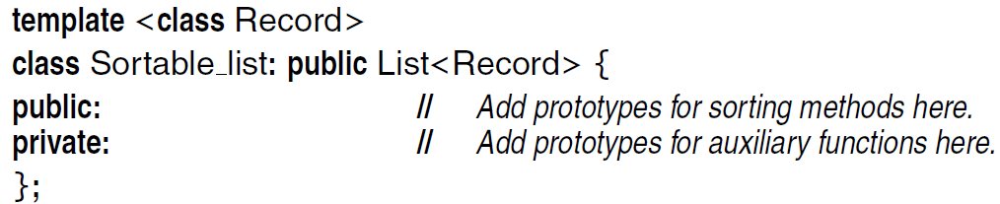 template <class Record>
class Sortable_list: public List<Record> {
public: // Add prototypes for sorting methods here.
private: // Add prototypes for auxiliary functions here.
};